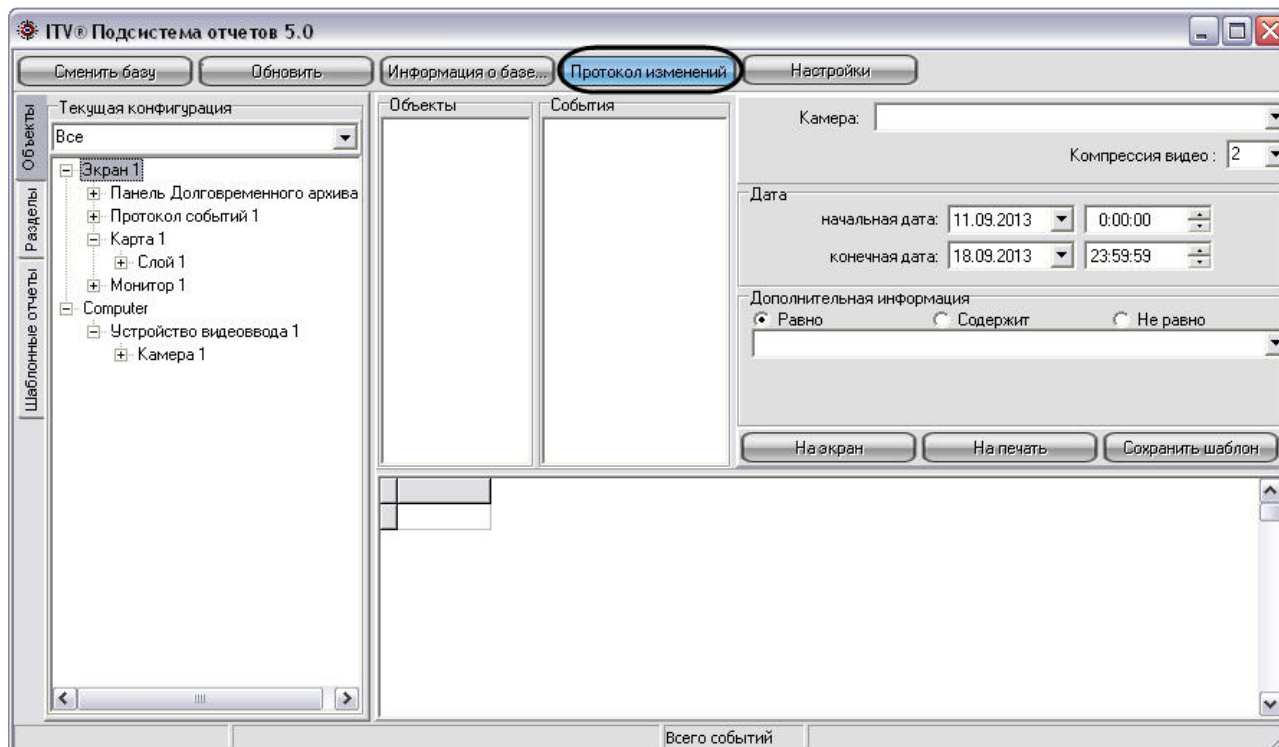 ITV® Подсистема отчетов 5.0
Сменить базу
Обновить
Информация о базе...
Протокол изменений
Настройки
Объекты
Разделы
Шаблонные отчеты
Текущая конфигурация
Все
Экран 1
Панель Долговременного архива
Протокол событий 1
Карта 1
Слой 1
Монитор 1
Computer
Устройство видеоввода 1
Камера 1
Объекты
События
Камера:
Компрессия видео : 2
Дата
начальная дата: 11.09.2013 0:00:00
конечная дата: 18.09.2013 23:59:59
Дополнительная информация
Равно
Содержит
Не равно
На экран
На печать
Сохранить шаблон
Всего событий